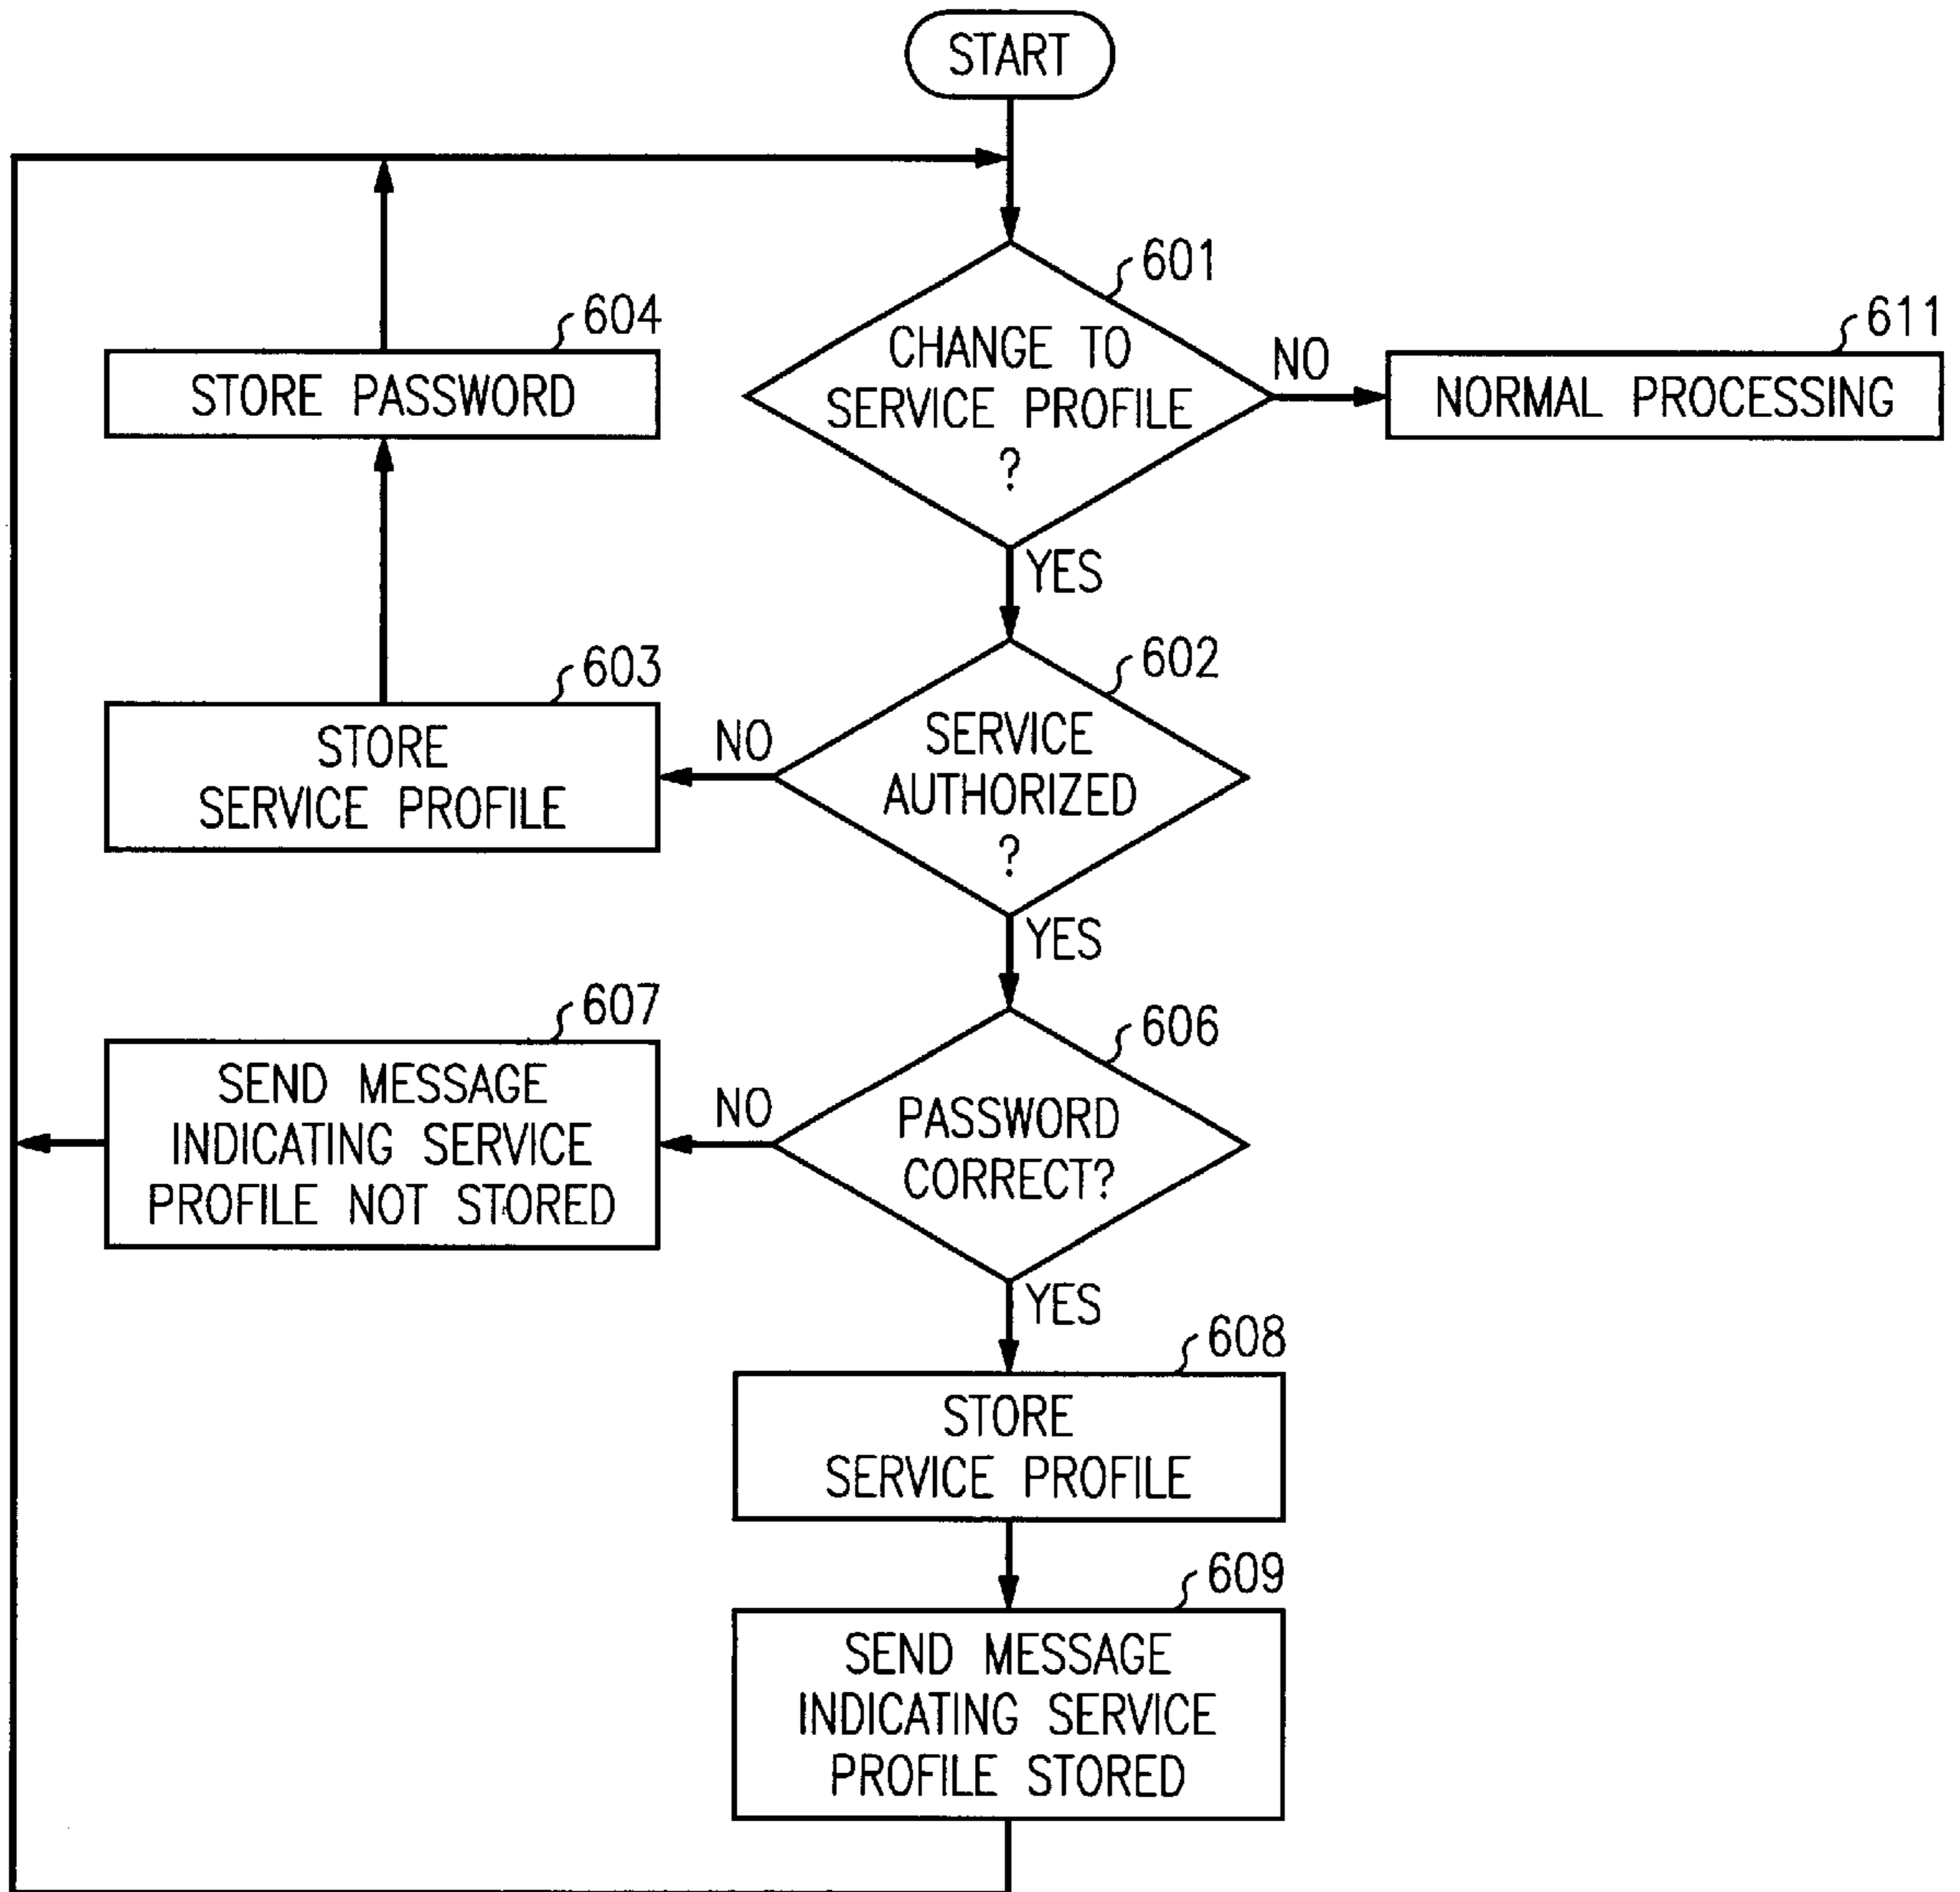 START
601
CHANGE TO
SERVICE PROFILE
?
NO
611
NORMAL PROCESSING
604
STORE PASSWORD
YES
602
SERVICE
AUTHORIZED
?
NO
603
STORE
SERVICE PROFILE
YES
606
PASSWORD
CORRECT?
NO
607
SEND MESSAGE
INDICATING SERVICE
PROFILE NOT STORED
YES
608
STORE
SERVICE PROFILE
609
SEND MESSAGE
INDICATING SERVICE
PROFILE STORED